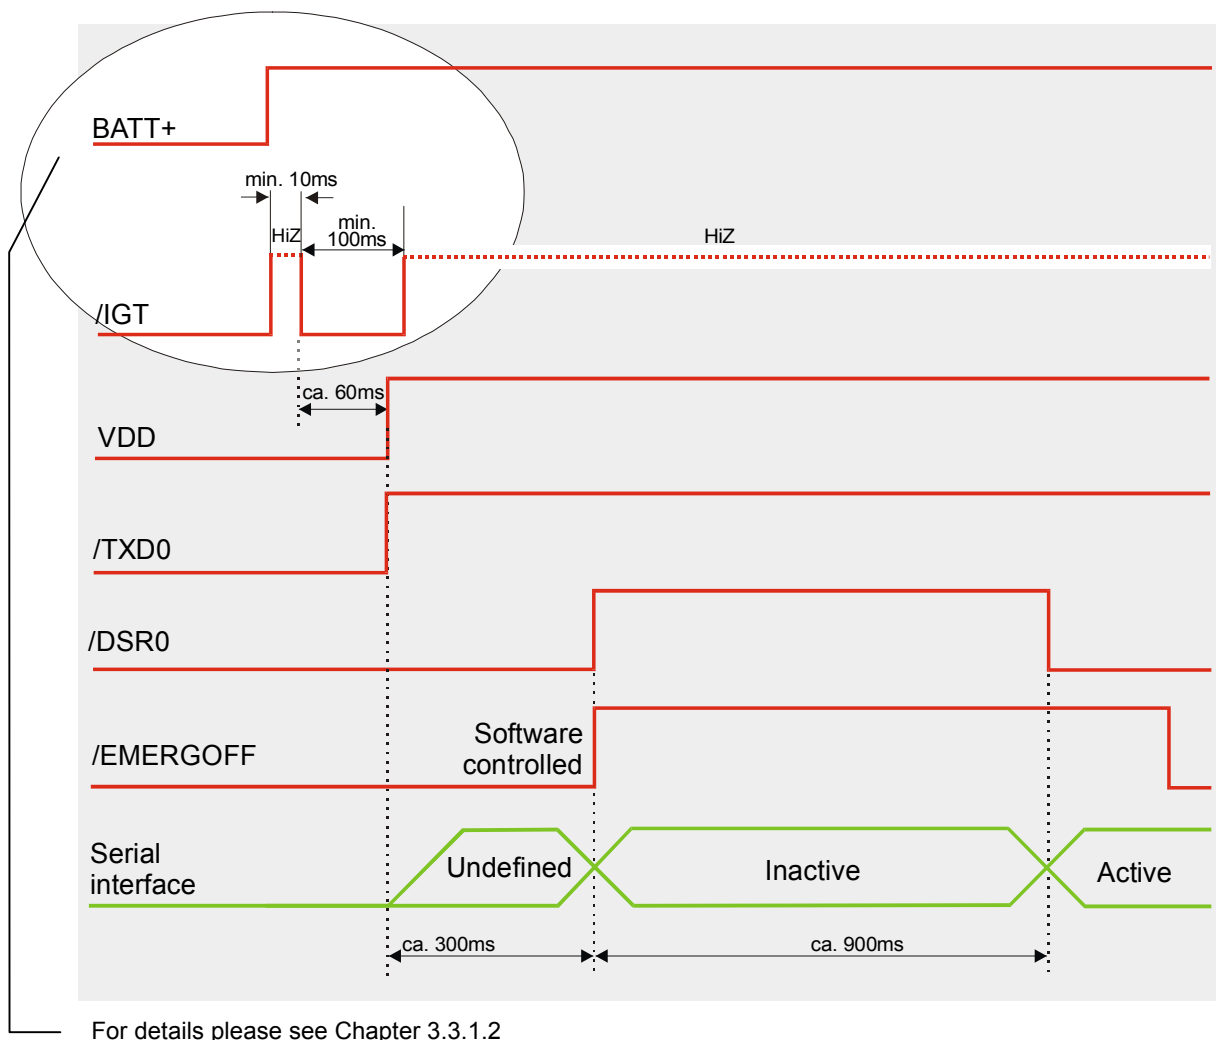 BATT+
min. 10ms
HiZ
min.
100ms
HiZ
/IGT
ca. 60ms
VDD
/TXD0
/DSR0
/EMERGOFF
Software
controlled
Serial
interface
Undefined
Inactive
Active
ca. 300ms
ca. 900ms
For details please see Chapter 3.3.1.2